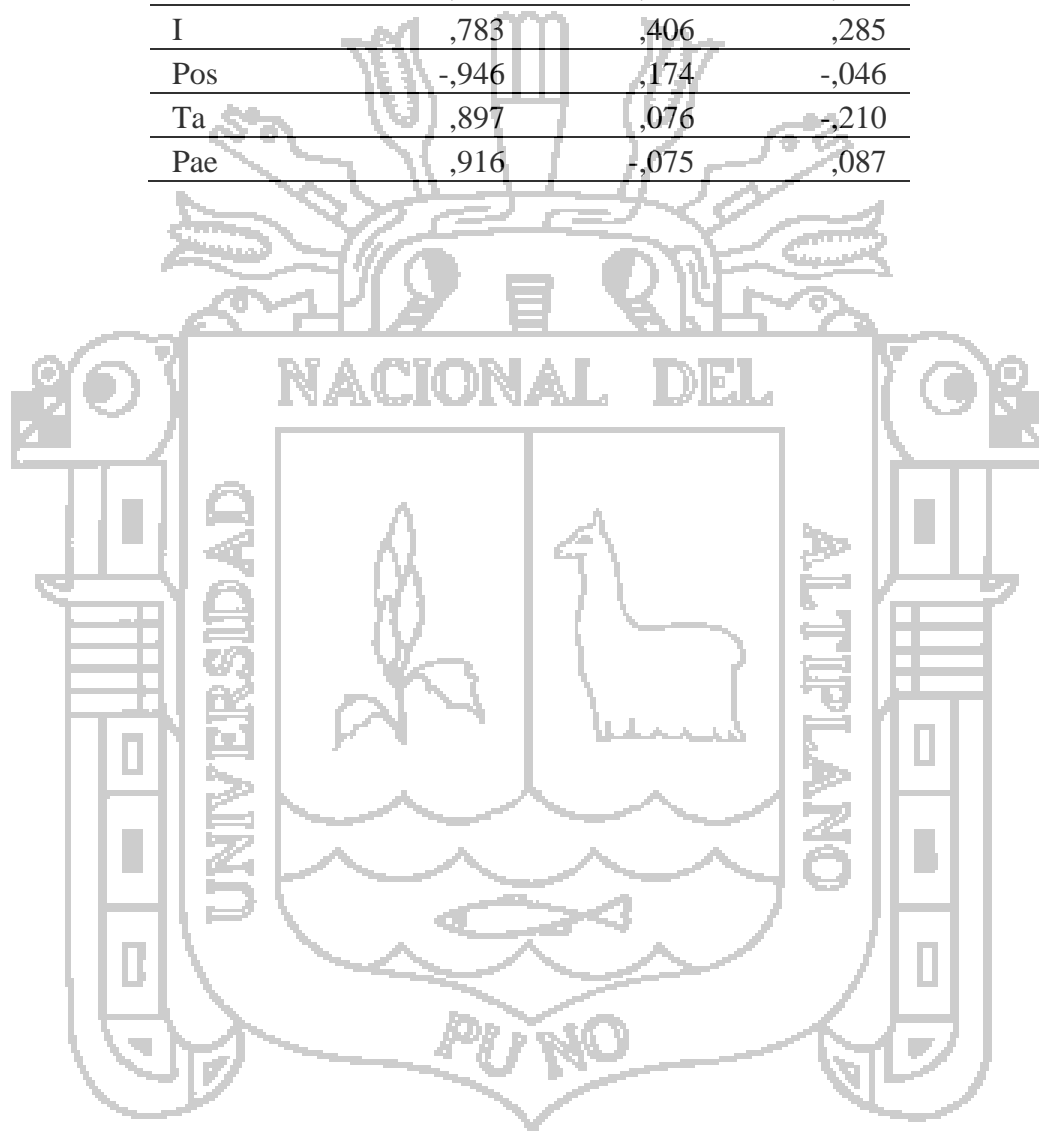 I ,783 ,406 ,285
Pos -,946 ,174 -,046
Ta ,897 ,076 -,210
Pae ,916 -,075 ,087
NACIONAL DEL
UNIVERSIDAD
ALTIPLANO
PUNO